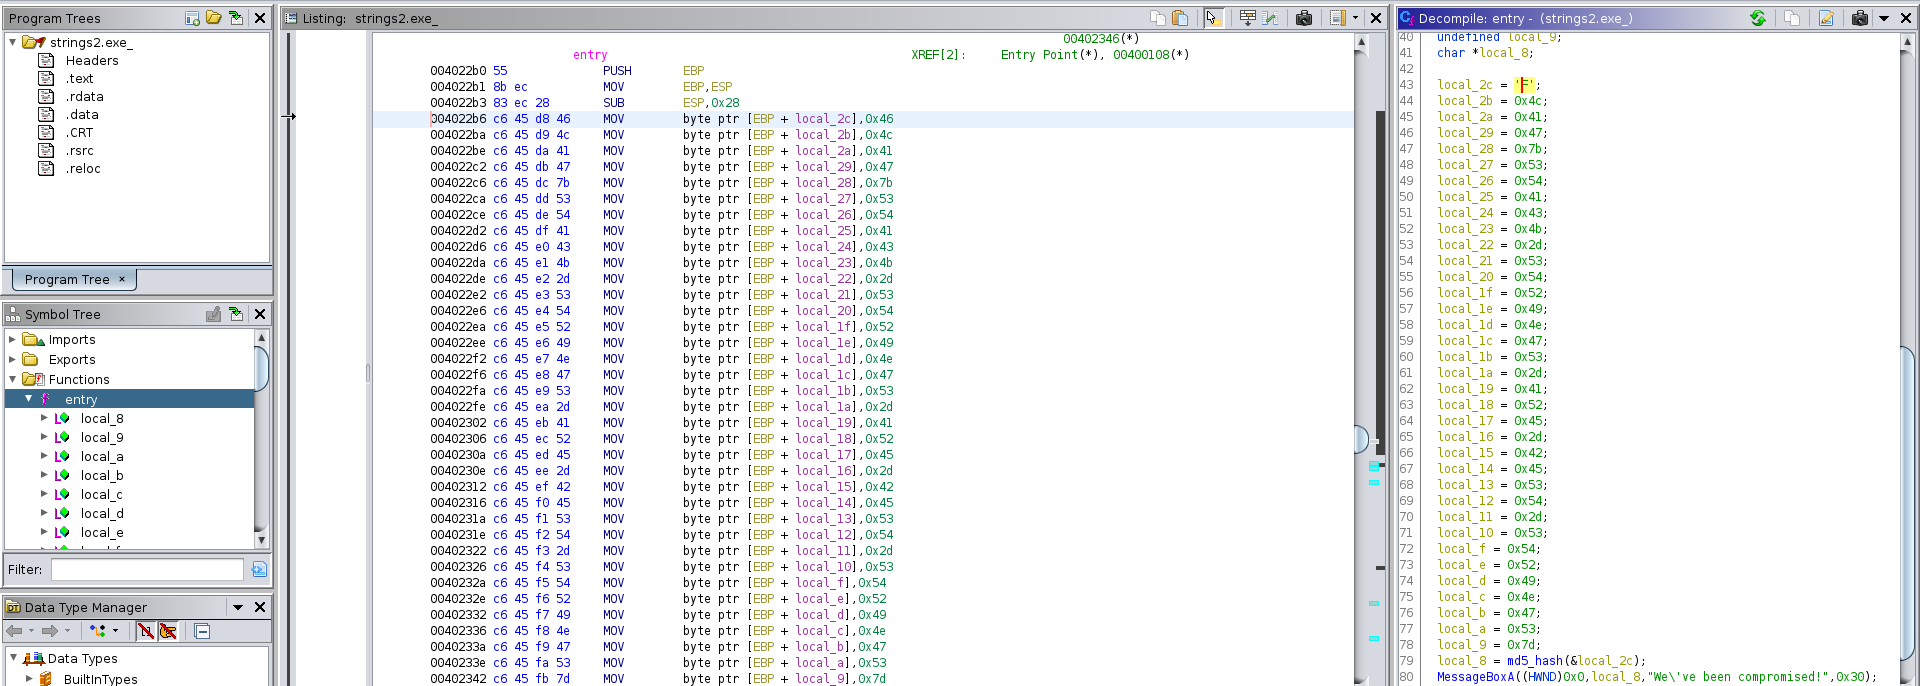 Program Trees
strings2.exe_
Headers
.text
.rdata
.data
.CRT
.rsrc
.reloc
Program Tree ×
Symbol Tree
Imports
Exports
Functions
f entry
local_8
local_9
local_a
local_b
local_c
local_d
local_e
Filter:
Data Type Manager
Data Types
BuiltInTypes
Listing: strings2.exe_
00402346(*)
entry XREF[2]: Entry Point(*), 00400108(*)
004022b0 55 PUSH EBP
004022b1 8b ec MOV EBP,ESP
004022b3 83 ec 28 SUB ESP,0x28
004022b6 c6 45 d8 46 MOV byte ptr [EBP + local_2c],0x46
004022ba c6 45 d9 4c MOV byte ptr [EBP + local_2b],0x4c
004022be c6 45 da 41 MOV byte ptr [EBP + local_2a],0x41
004022c2 c6 45 db 47 MOV byte ptr [EBP + local_29],0x47
004022c6 c6 45 dc 7b MOV byte ptr [EBP + local_28],0x7b
004022ca c6 45 dd 53 MOV byte ptr [EBP + local_27],0x53
004022ce c6 45 de 54 MOV byte ptr [EBP + local_26],0x54
004022d2 c6 45 df 41 MOV byte ptr [EBP + local_25],0x41
004022d6 c6 45 e0 43 MOV byte ptr [EBP + local_24],0x43
004022da c6 45 e1 4b MOV byte ptr [EBP + local_23],0x4b
004022de c6 45 e2 2d MOV byte ptr [EBP + local_22],0x2d
004022e2 c6 45 e3 53 MOV byte ptr [EBP + local_21],0x53
004022e6 c6 45 e4 54 MOV byte ptr [EBP + local_20],0x54
004022ea c6 45 e5 52 MOV byte ptr [EBP + local_1f],0x52
004022ee c6 45 e6 49 MOV byte ptr [EBP + local_1e],0x49
004022f2 c6 45 e7 4e MOV byte ptr [EBP + local_1d],0x4e
004022f6 c6 45 e8 47 MOV byte ptr [EBP + local_1c],0x47
004022fa c6 45 e9 53 MOV byte ptr [EBP + local_1b],0x53
004022fe c6 45 ea 2d MOV byte ptr [EBP + local_1a],0x2d
00402302 c6 45 eb 41 MOV byte ptr [EBP + local_19],0x41
00402306 c6 45 ec 52 MOV byte ptr [EBP + local_18],0x52
0040230a c6 45 ed 45 MOV byte ptr [EBP + local_17],0x45
0040230e c6 45 ee 2d MOV byte ptr [EBP + local_16],0x2d
00402312 c6 45 ef 42 MOV byte ptr [EBP + local_15],0x42
00402316 c6 45 f0 45 MOV byte ptr [EBP + local_14],0x45
0040231a c6 45 f1 53 MOV byte ptr [EBP + local_13],0x53
0040231e c6 45 f2 54 MOV byte ptr [EBP + local_12],0x54
00402322 c6 45 f3 2d MOV byte ptr [EBP + local_11],0x2d
00402326 c6 45 f4 53 MOV byte ptr [EBP + local_10],0x53
0040232a c6 45 f5 54 MOV byte ptr [EBP + local_f],0x54
0040232e c6 45 f6 52 MOV byte ptr [EBP + local_e],0x52
00402332 c6 45 f7 49 MOV byte ptr [EBP + local_d],0x49
00402336 c6 45 f8 4e MOV byte ptr [EBP + local_c],0x4e
0040233a c6 45 f9 47 MOV byte ptr [EBP + local_b],0x47
0040233e c6 45 fa 53 MOV byte ptr [EBP + local_a],0x53
00402342 c6 45 fb 7d MOV byte ptr [EBP + local_9],0x7d
Decompile: entry - (strings2.exe_)
40 undefined local_9;
41 char *local_8;
42
43 local_2c = 'F';
44 local_2b = 0x4c;
45 local_2a = 0x41;
46 local_29 = 0x47;
47 local_28 = 0x7b;
48 local_27 = 0x53;
49 local_26 = 0x54;
50 local_25 = 0x41;
51 local_24 = 0x43;
52 local_23 = 0x4b;
53 local_22 = 0x2d;
54 local_21 = 0x53;
55 local_20 = 0x54;
56 local_1f = 0x52;
57 local_1e = 0x49;
58 local_1d = 0x4e;
59 local_1c = 0x47;
60 local_1b = 0x53;
61 local_1a = 0x2d;
62 local_19 = 0x41;
63 local_18 = 0x52;
64 local_17 = 0x45;
65 local_16 = 0x2d;
66 local_15 = 0x42;
67 local_14 = 0x45;
68 local_13 = 0x53;
69 local_12 = 0x54;
70 local_11 = 0x2d;
71 local_10 = 0x53;
72 local_f = 0x54;
73 local_e = 0x52;
74 local_d = 0x49;
75 local_c = 0x4e;
76 local_b = 0x47;
77 local_a = 0x53;
78 local_9 = 0x7d;
79 local_8 = md5_hash(&local_2c);
80 MessageBoxA((HWND)0x0,local_8,"We\'ve been compromised!",0x30);